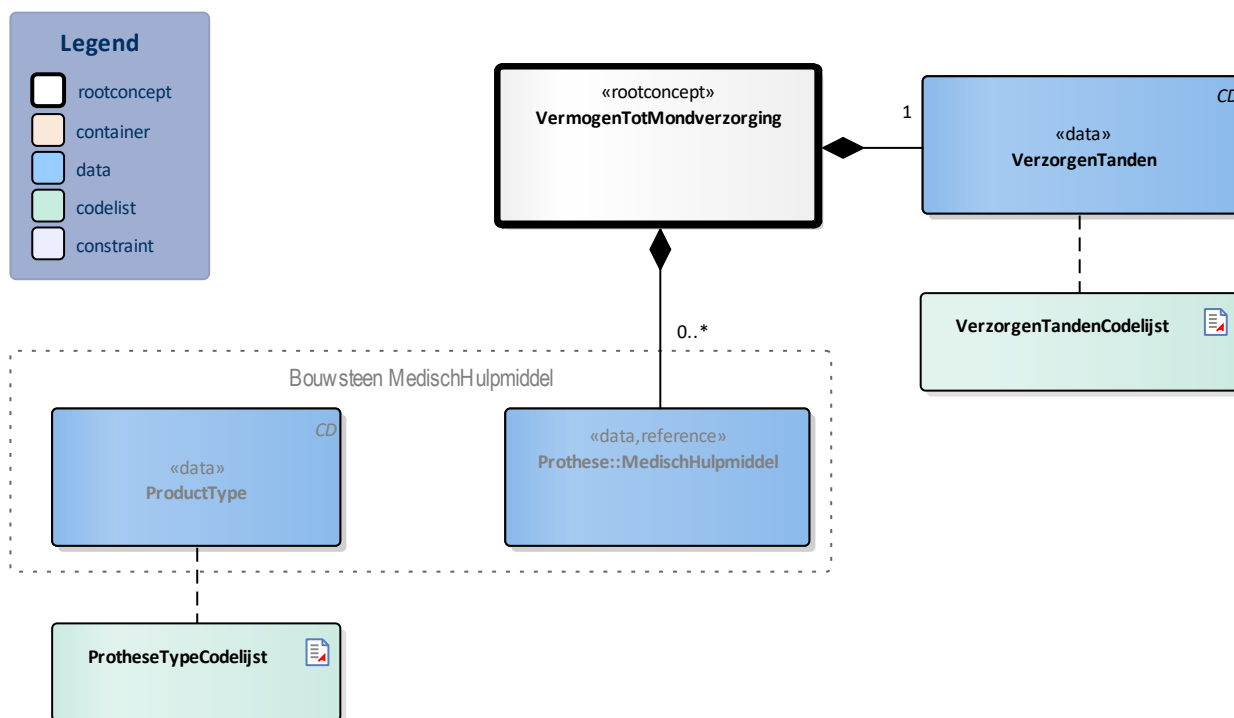 Legend
rootconcept
container
data
codelist
constraint
«rootconcept»
VermogenTotMondverzorging
1
CD
«data»
VerzorgenTanden
VerzorgenTandenCodelijst
0..*
Bouwsteen MedischHulpmiddel
CD
«data»
ProductType
«data,reference»
Prothese::MedischHulpmiddel
ProtheseTypeCodelijst